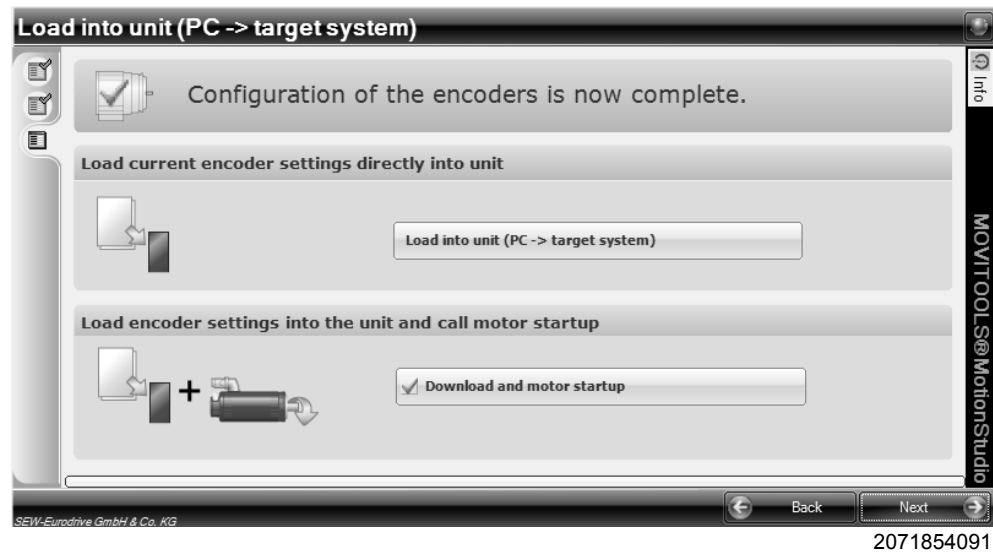 Load into unit (PC -> target system)
Info
Configuration of the encoders is now complete.
Load current encoder settings directly into unit
Load into unit (PC -> target system)
Load encoder settings into the unit and call motor startup
Download and motor startup
MOVITOOLS®MotionStudio
Back
Next
SEW-Eurodrive GmbH & Co. KG
2071854091